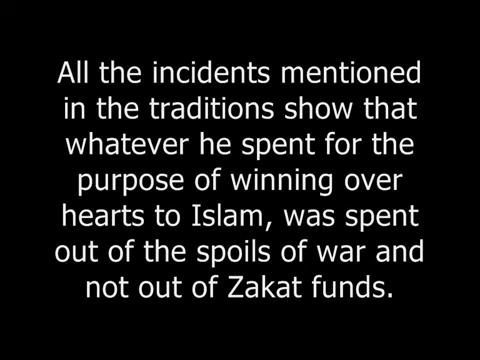 All the incidents mentioned
in the traditions show that
whatever he spent for the
purpose of winning over
hearts to Islam, was spent
out of the spoils of war and
not out of Zakat funds.